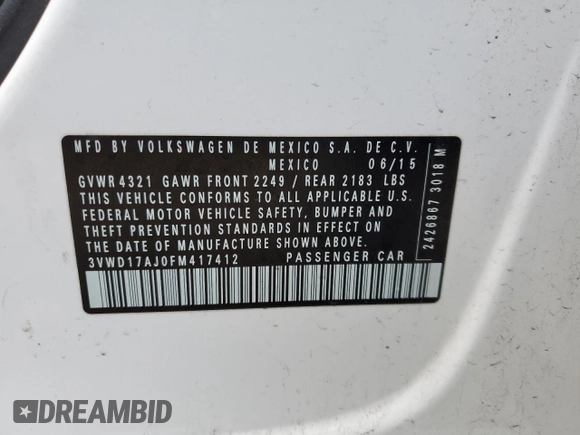 MFD BY VOLKSWAGEN DE MEXICO S.A. DE C.V.
MEXICO 06/15
GVWR 4321 GAWR FRONT 2249 / REAR 2183 LBS
THIS VEHICLE CONFORMS TO ALL APPLICABLE U.S.
FEDERAL MOTOR VEHICLE SAFETY, BUMPER AND
THEFT PREVENTION STANDARDS IN EFFECT ON
THE DATE OF MANUFACTURE SHOWN ABOVE.
3VWD17AJ0FM417412 PASSENGER CAR
2426867 3018 M
DREAMBID